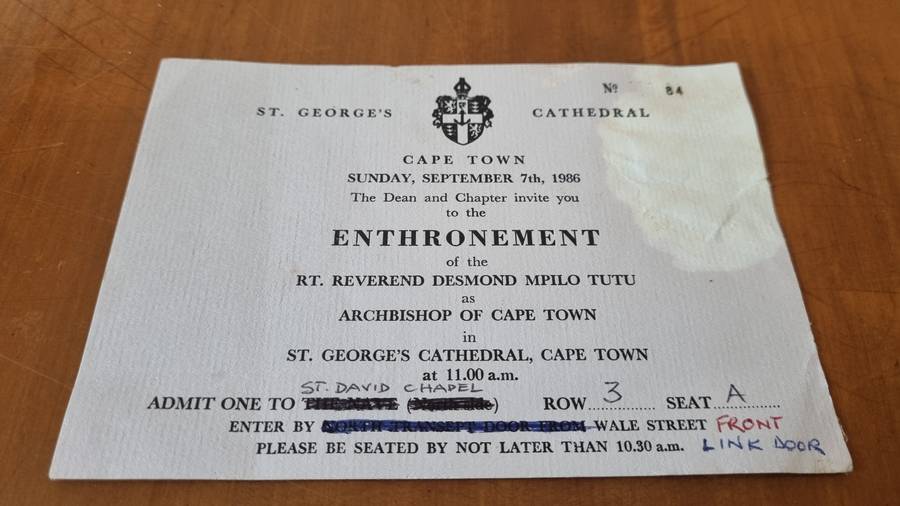 Nº 84
ST. GEORGE'S CATHEDRAL
CAPE TOWN
SUNDAY, SEPTEMBER 7th, 1986
The Dean and Chapter invite you
to the
ENTHRONEMENT
of the
RT. REVEREND DESMOND MPILO TUTU
as
ARCHBISHOP OF CAPE TOWN
in
ST. GEORGE'S CATHEDRAL, CAPE TOWN
at 11.00 a.m.
ST. DAVID CHAPEL
ADMIT ONE TO THE NAVE ROW 3 SEAT A
ENTER BY NORTH TRANSEPT DOOR FROM WALE STREET FRONT
PLEASE BE SEATED BY NOT LATER THAN 10.30 a.m. LINK DOOR